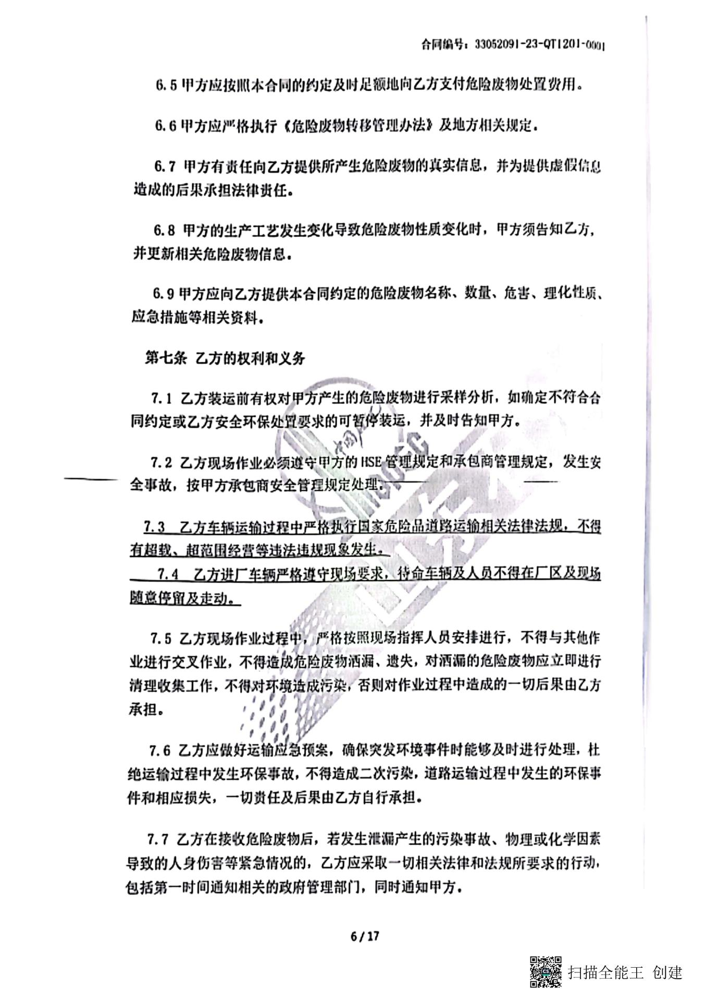 合同编号：33052091-23-QT1201-0001
6.5 甲方应按照本合同的约定及时足额地向乙方支付危险废物处置费用。
6.6 甲方应严格执行《危险废物转移管理办法》及地方相关规定。
6.7 甲方有责任向乙方提供所产生危险废物的真实信息，并为提供虚假信息
造成的后果承担法律责任。
6.8 甲方的生产工艺发生变化导致危险废物性质变化时，甲方须告知乙方，
并更新相关危险废物信息。
6.9 甲方应向乙方提供本合同约定的危险废物名称、数量、危害、理化性质、
应急措施等相关资料。
第七条 乙方的权利和义务
7.1 乙方装运前有权对甲方产生的危险废物进行采样分析，如确定不符合合
同约定或乙方安全环保处置要求的可暂停装运，并及时告知甲方。
7.2 乙方现场作业必须遵守甲方的 HSE 管理规定和承包商管理规定，发生安
全事故，按甲方承包商安全管理规定处理。
7.3 乙方车辆运输过程中严格执行国家危险品道路运输相关法律法规，不得
有超载、超范围经营等违法违规现象发生。
7.4 乙方进厂车辆严格遵守现场要求，待命车辆及人员不得在厂区及现场
随意停留及走动。
7.5 乙方现场作业过程中，严格按照现场指挥人员安排进行，不得与其他作
业进行交叉作业，不得造成危险废物洒漏、遗失，对洒漏的危险废物应立即进行
清理收集工作，不得对环境造成污染，否则对作业过程中造成的一切后果由乙方
承担。
7.6 乙方应做好运输应急预案，确保突发环境事件时能够及时进行处理，杜
绝运输过程中发生环保事故，不得造成二次污染，道路运输过程中发生的环保事
件和相应损失，一切责任及后果由乙方自行承担。
7.7 乙方在接收危险废物后，若发生泄漏产生的污染事故、物理或化学因素
导致的人身伤害等紧急情况的，乙方应采取一切相关法律和法规所要求的行动，
包括第一时间通知相关的政府管理部门，同时通知甲方。
6 / 17
扫描全能王 创建